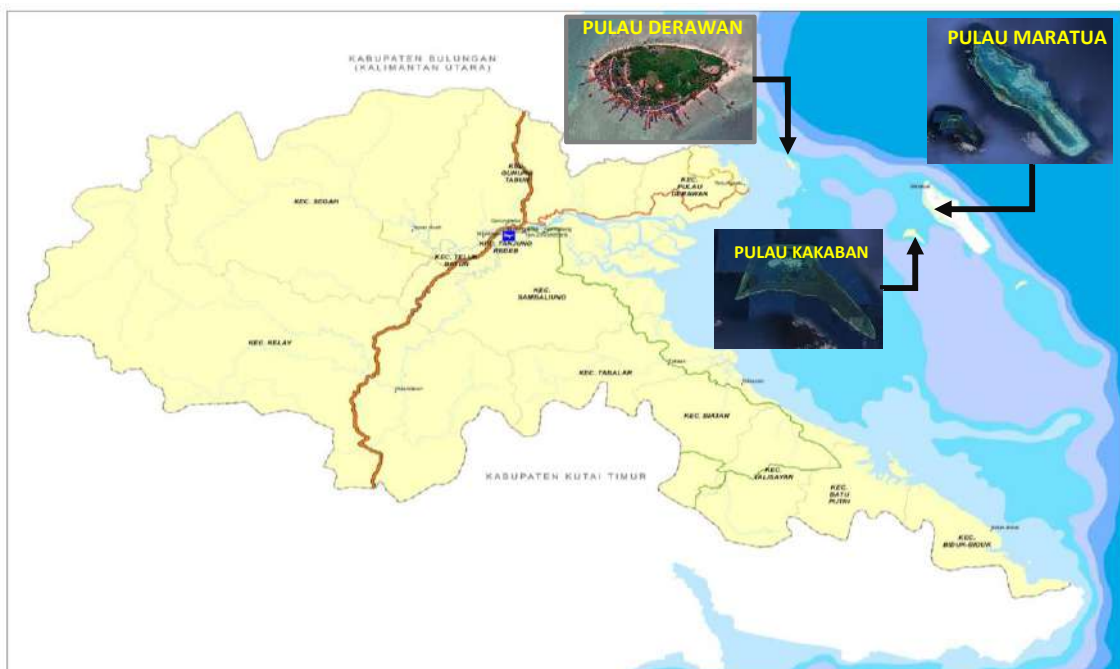 PULAU DERAWAN
PULAU MARATUA
KABUPATEN BULUNGAN
(KALIMANTAN UTARA)
KEC.
GUNUNG
TABUR
KEC.
PULAU
DERAWAN
KEC. SEGAH
KEC. TANJUNG
REDEB
KEC. TELUK
BAYUR
PULAU KAKABAN
KEC.
SAMBALIUNG
KEC. KELAY
KEC. TABALAR
KEC. BIATAN
KABUPATEN KUTAI TIMUR
KEC.
TALISAYAN
KEC.
BATU
PUTIH
KEC.
BIDUK-BIDUK